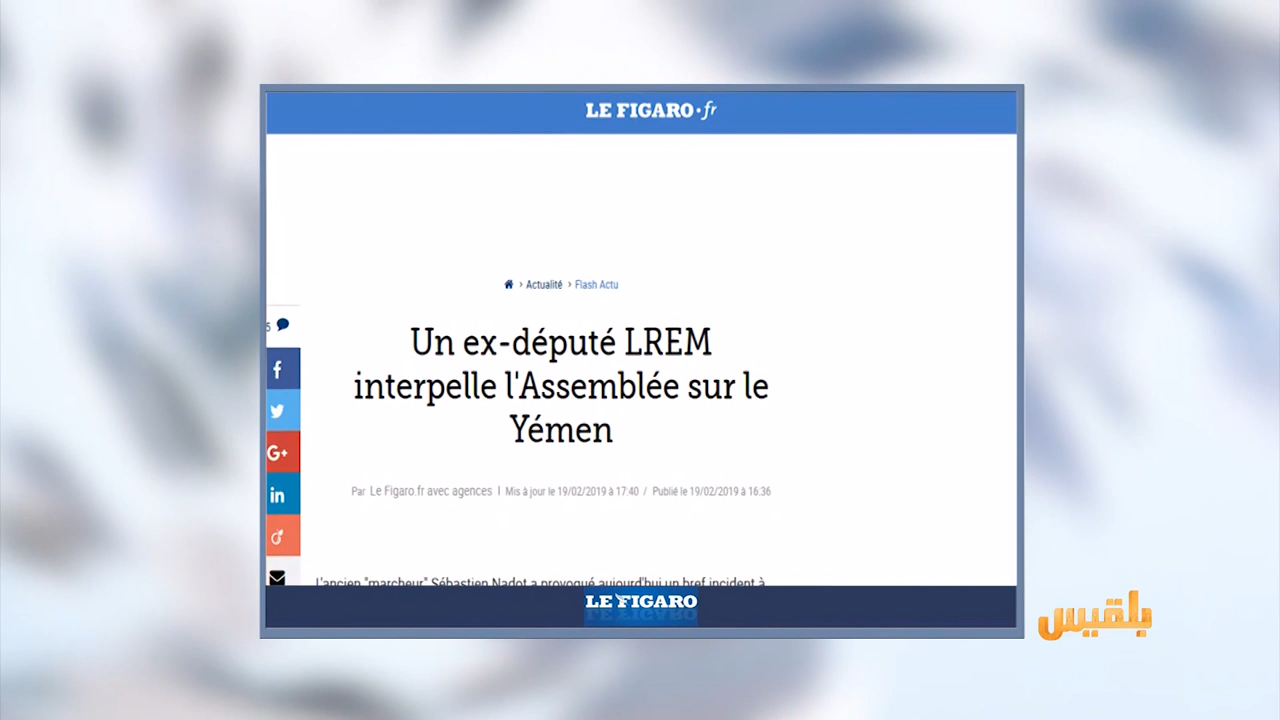 LE FIGARO·fr
› Actualité › Flash Actu
5
Un ex-député LREM
interpelle l'Assemblée sur le
Yémen
Par Le Figaro.fr avec agences | Mis à jour le 19/02/2019 à 17:40 / Publié le 19/02/2019 à 16:36
G+
in
L'ancien "marcheur" Sébastien Nadot a provoqué aujourd'hui un bref incident à
LE FIGARO
بلقيس